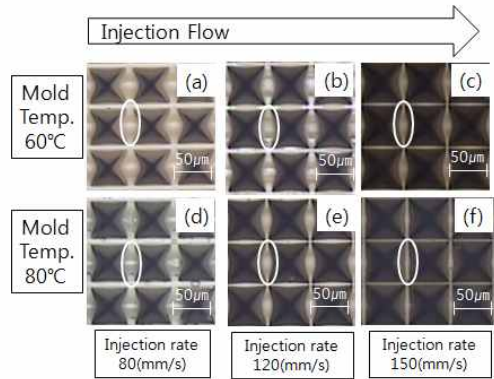 Injection Flow
Mold
Temp.
60℃
(a)
50μm
(b)
50μm
(c)
50μm
Mold
Temp.
80℃
(d)
50μm
(e)
50μm
(f)
50μm
Injection rate
80(mm/s)
Injection rate
120(mm/s)
Injection rate
150(mm/s)